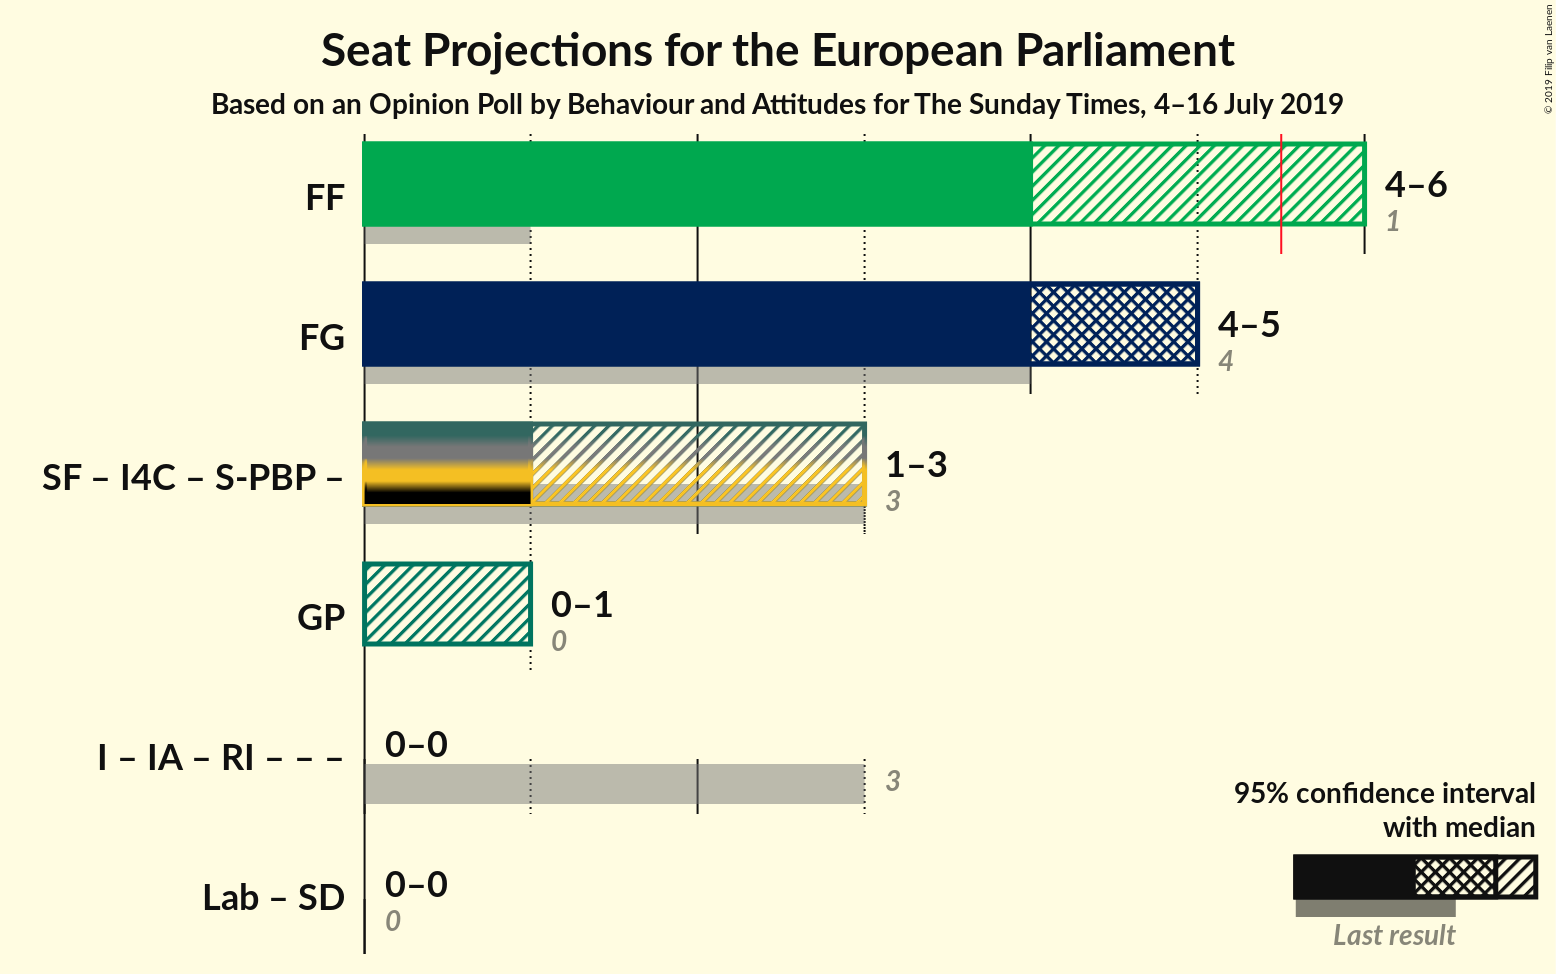 Seat Projections for the European Parliament
Based on an Opinion Poll by Behaviour and Attitudes for The Sunday Times, 4–16 July 2019
© 2019 Filip van Laenen
FF
4–6
1
FG
4–5
4
SF – I4C – S-PBP –
1–3
3
GP
0–1
0
I – IA – RI – – –
0–0
3
Lab – SD
0–0
0
95% confidence interval
with median
Last result